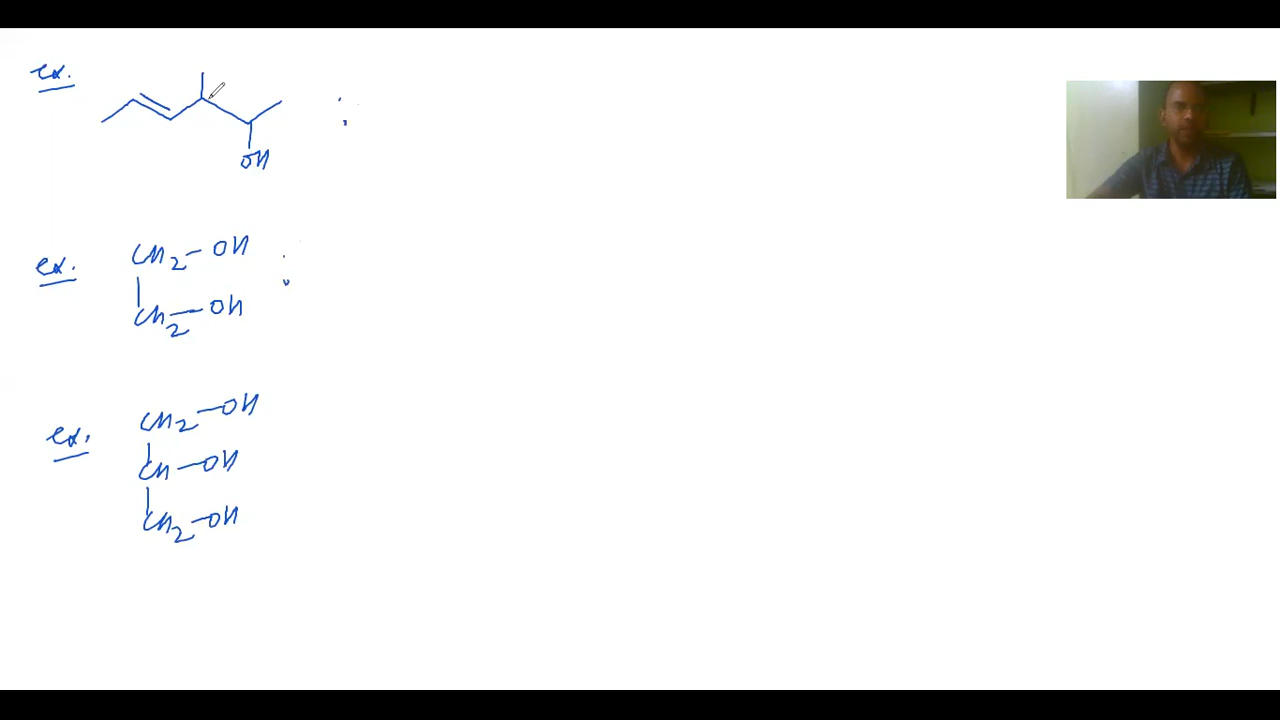 ex.
OH
:
ex. CH2-OH :
CH2-OH
ex. CH2-OH
CH-OH
CH2-OH